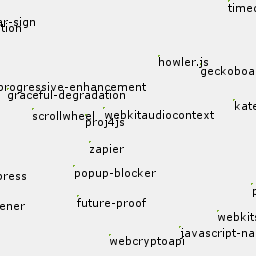 timed
ar-sign
tion
howler.js
geckoboa
progressive-enhancement
graceful-degradation
kate
scrollwheel
webkitaudiocontext
proj4js
zapier
popup-blocker
press
future-proof
ener
webkits
javascript-na
webcryptoapi